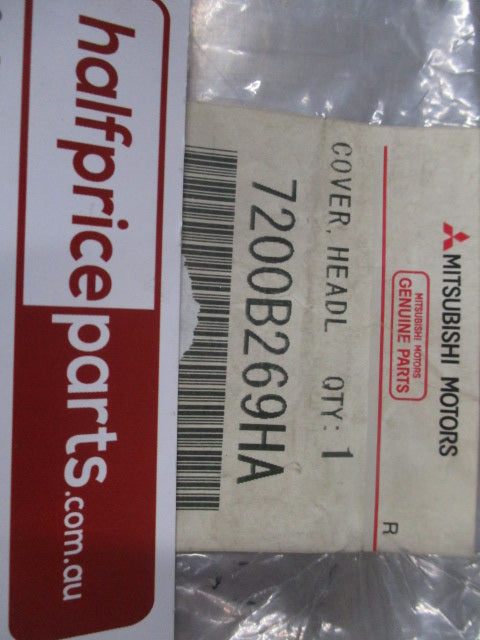 MITSUBISHI MOTORS
MITSUBISHI MOTORS
GENUINE PARTS
R
COVER, HEADL QTY: 1
7200B269HA
halfpriceparts.com.au